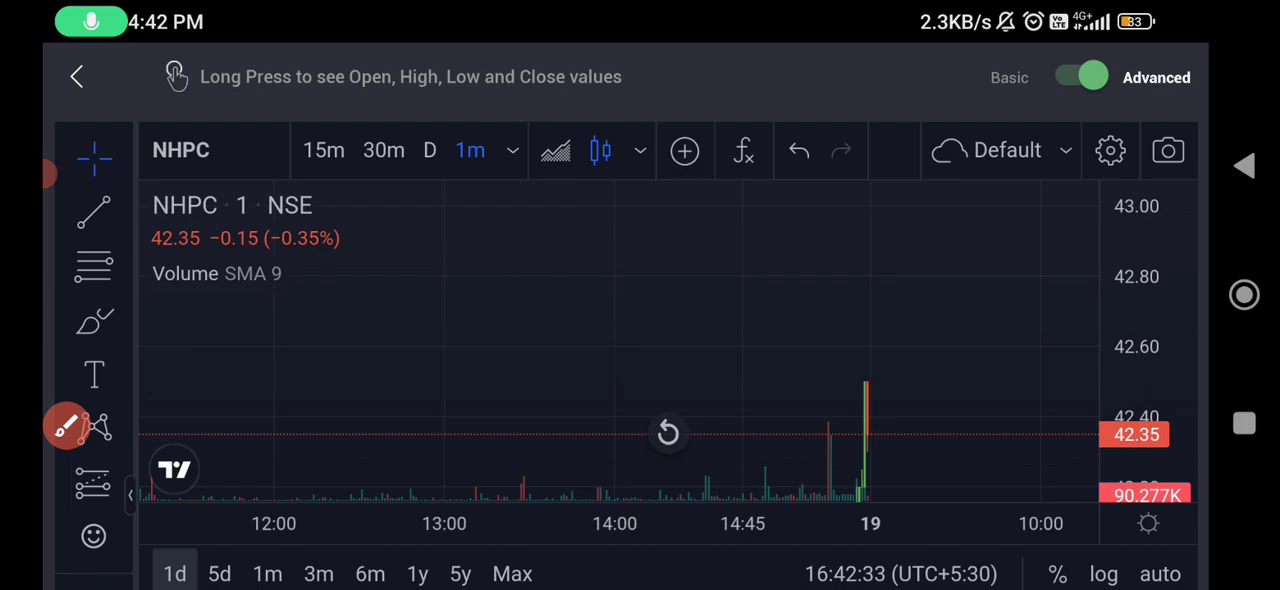 4:42 PM 2.3KB/s VoLTE 4G+ 33
Long Press to see Open, High, Low and Close values Basic Advanced
NHPC 15m 30m D 1m Default
NHPC · 1 · NSE
42.35 −0.15 (−0.35%)
Volume SMA 9
43.00
42.80
42.60
42.40
42.35
90.277K
12:00 13:00 14:00 14:45 19 10:00
1d 5d 1m 3m 6m 1y 5y Max 16:42:33 (UTC+5:30) % log auto